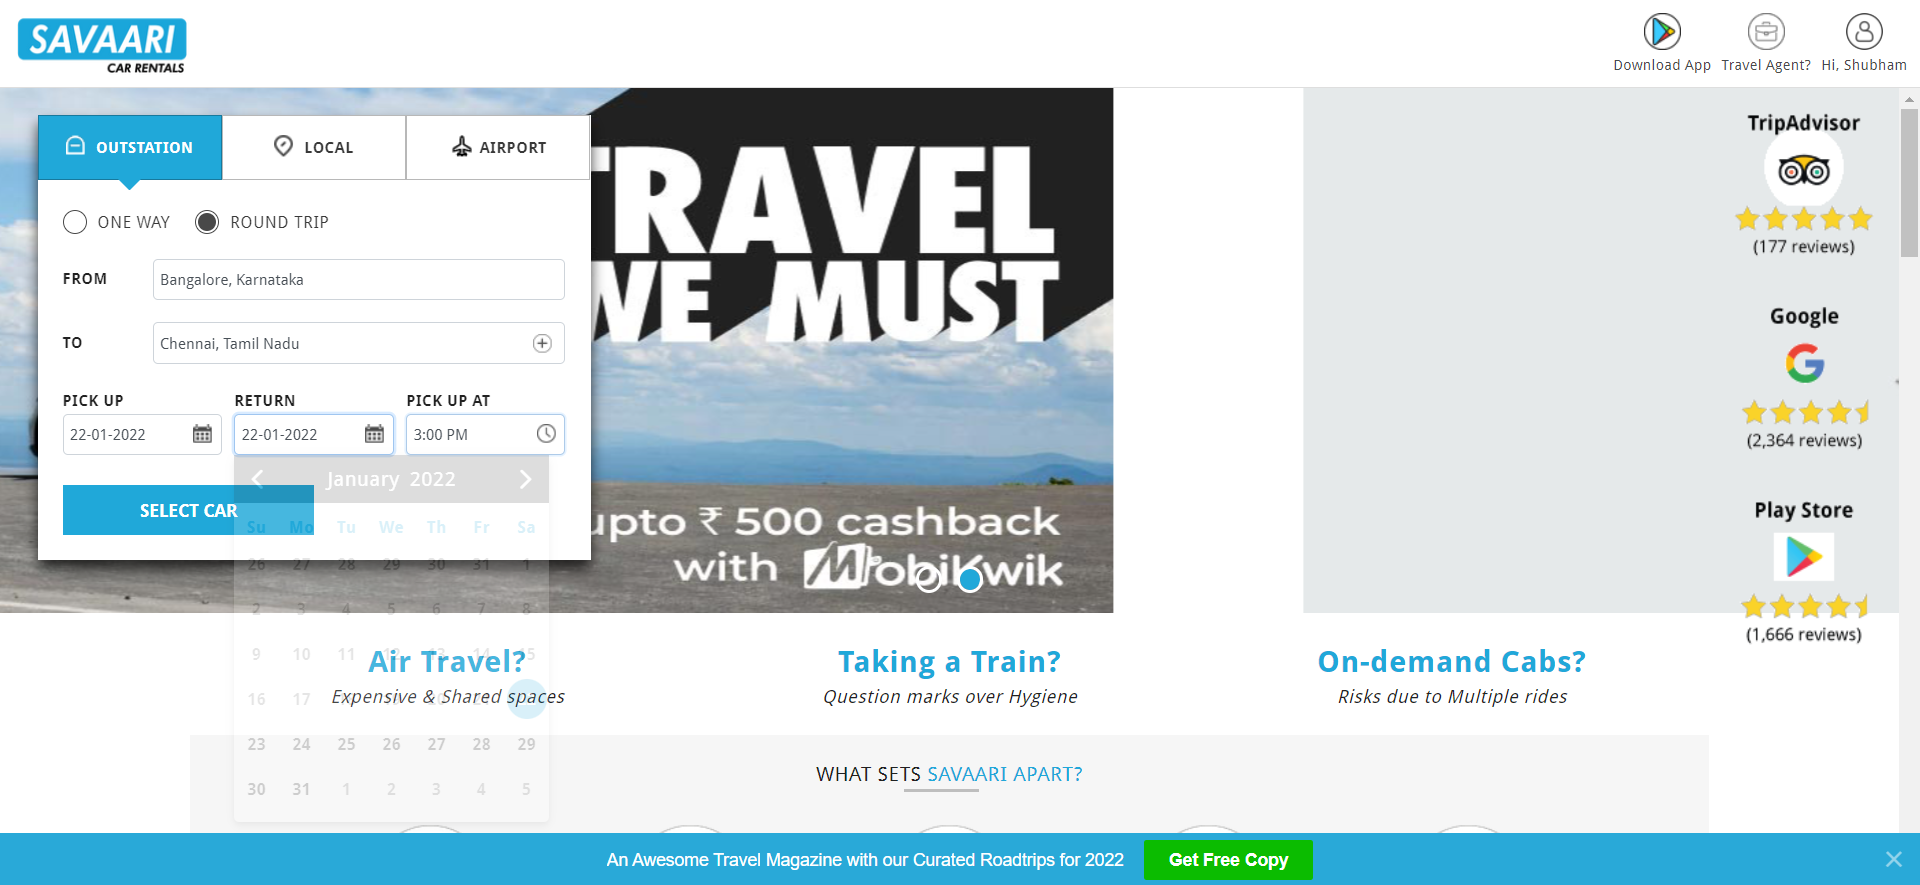 SAVAARI
CAR RENTALS
Download App
Travel Agent?
Hi, Shubham
OUTSTATION
LOCAL
AIRPORT
ONE WAY
ROUND TRIP
FROM
Bangalore, Karnataka
TO
Chennai, Tamil Nadu
PICK UP
RETURN
PICK UP AT
22-01-2022
22-01-2022
3:00 PM
SELECT CAR
January 2022
Su Mo Tu We Th Fr Sa
26 27 28 29 30 31 1
2 3 4 5 6 7 8
9 10 11 12 13 14 15
16 17
23 24 25 26 27 28 29
30 31 1 2 3 4 5
TRAVEL
WE MUST
upto ₹ 500 cashback
with MobiKwik
TripAdvisor
(177 reviews)
Google
(2,364 reviews)
Play Store
(1,666 reviews)
Air Travel?
Expensive & Shared spaces
Taking a Train?
Question marks over Hygiene
On-demand Cabs?
Risks due to Multiple rides
WHAT SETS SAVAARI APART?
An Awesome Travel Magazine with our Curated Roadtrips for 2022
Get Free Copy